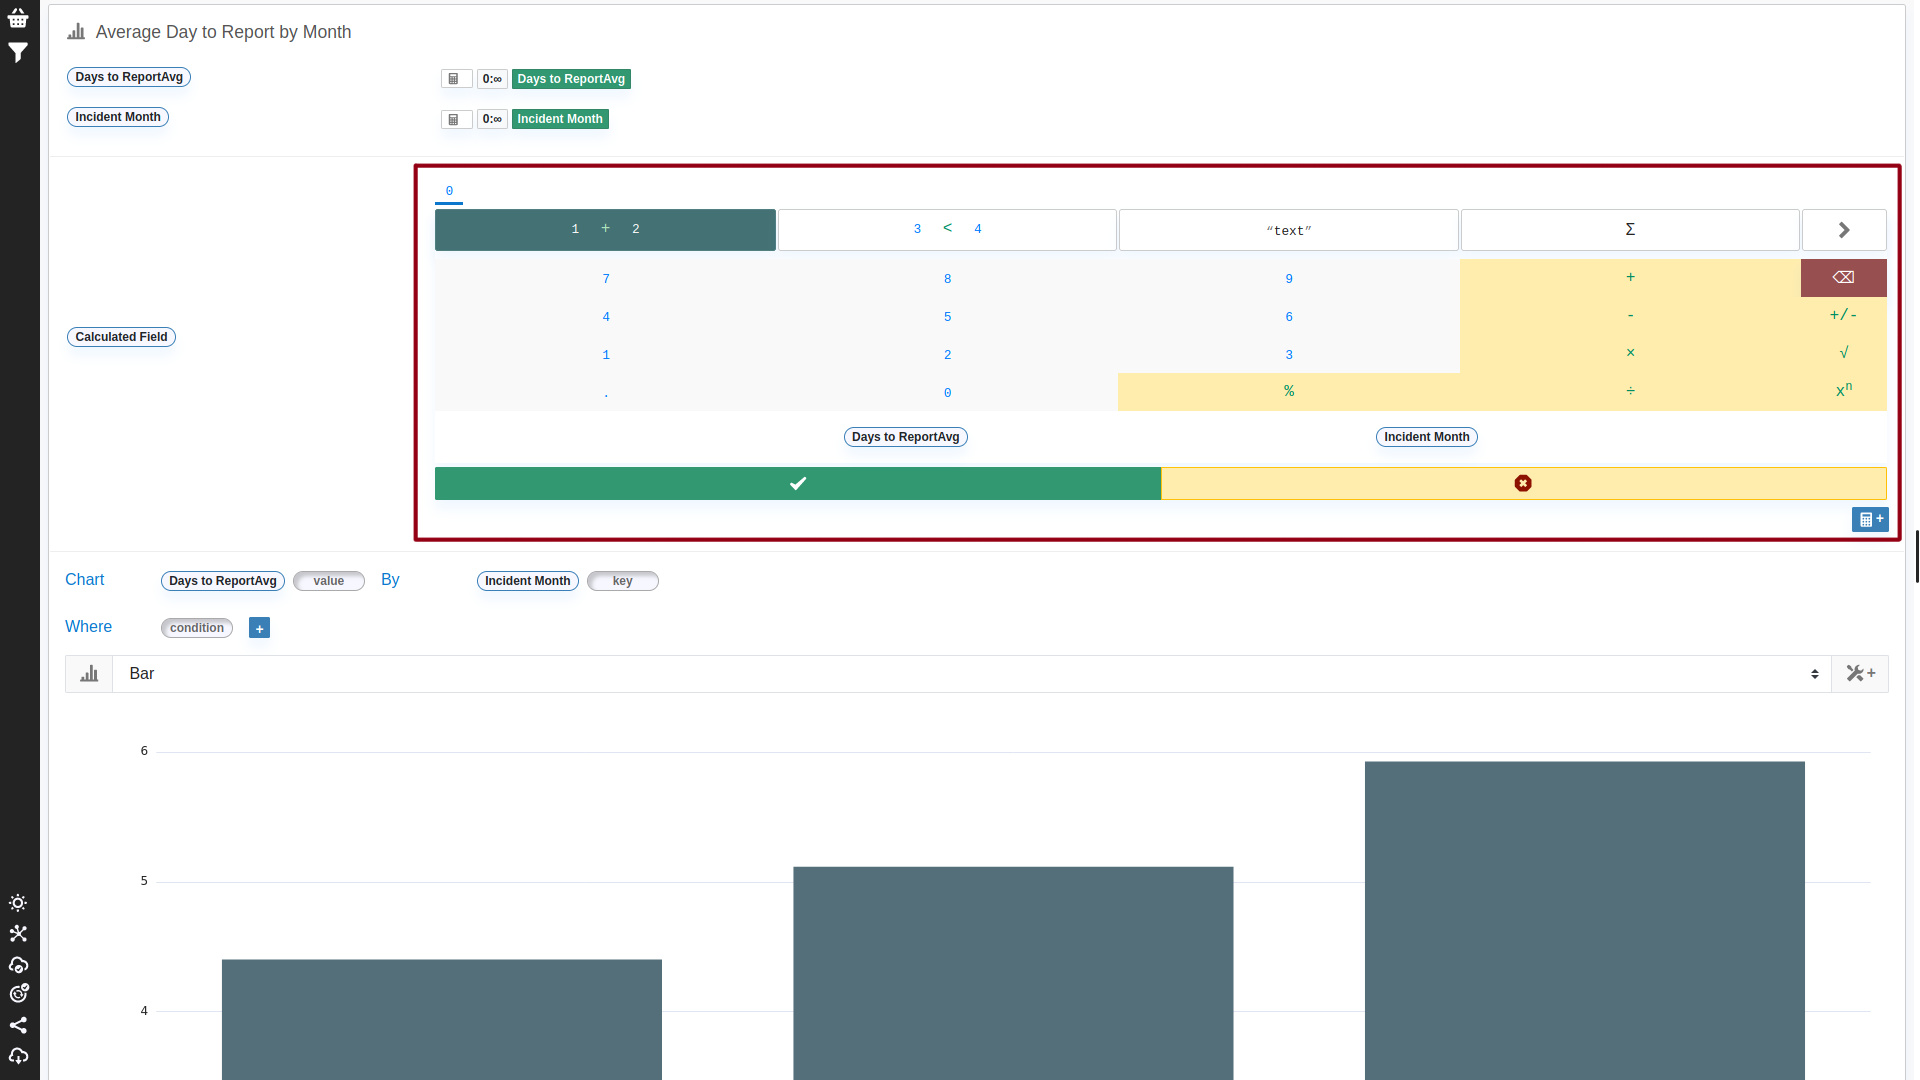 Average Day to Report by Month
Days to ReportAvg 0:∞ Days to ReportAvg
Incident Month 0:∞ Incident Month
0
1 + 2 3 < 4 “text” Σ
7 8 9 + ⌫
4 5 6 - +/-
Calculated Field
1 2 3 × √
. 0 % ÷ xⁿ
Days to ReportAvg Incident Month
+
Chart Days to ReportAvg value By Incident Month key
Where condition +
Bar +
6
5
4